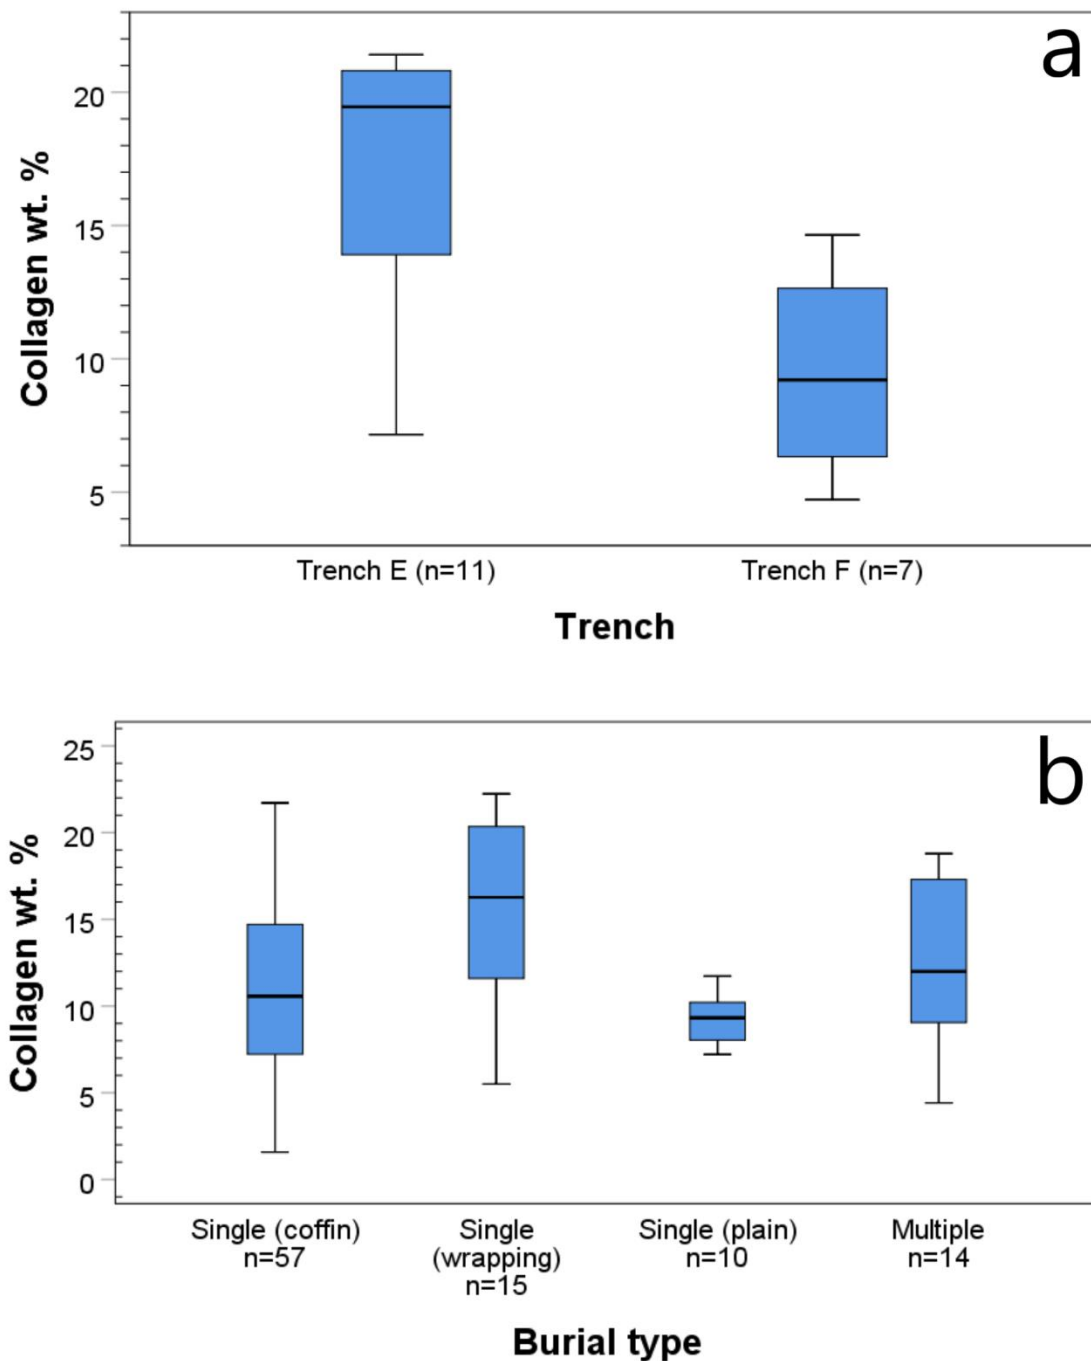 a
Collagen wt. %
20
15
10
5
Trench E (n=11) Trench F (n=7)
Trench
b
Collagen wt. %
25
20
15
10
5
0
Single (coffin) Single Single (plain) Multiple
n=57 (wrapping) n=10 n=14
n=15
Burial type